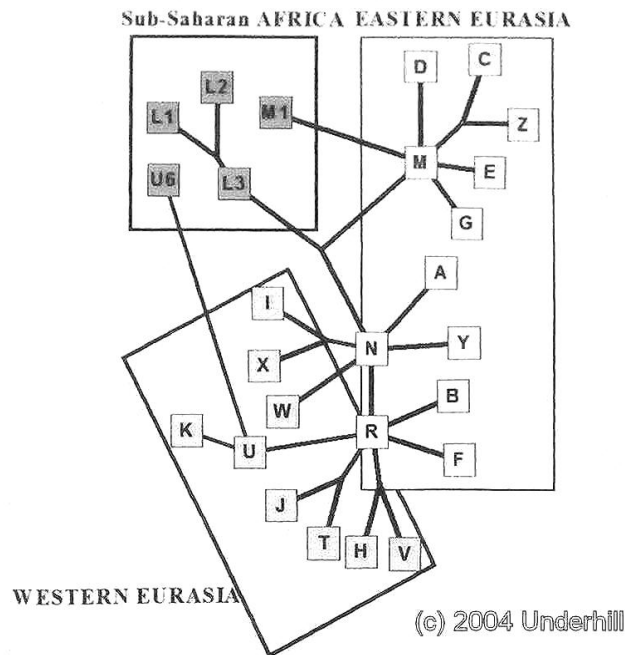 Sub-Saharan AFRICA EASTERN EURASIA
D
C
L2
L1
M1
Z
M
E
U6
L3
G
A
I
N
Y
X
W
B
K
R
U
F
J
T
H
V
WESTERN EURASIA
(c) 2004 Underhill